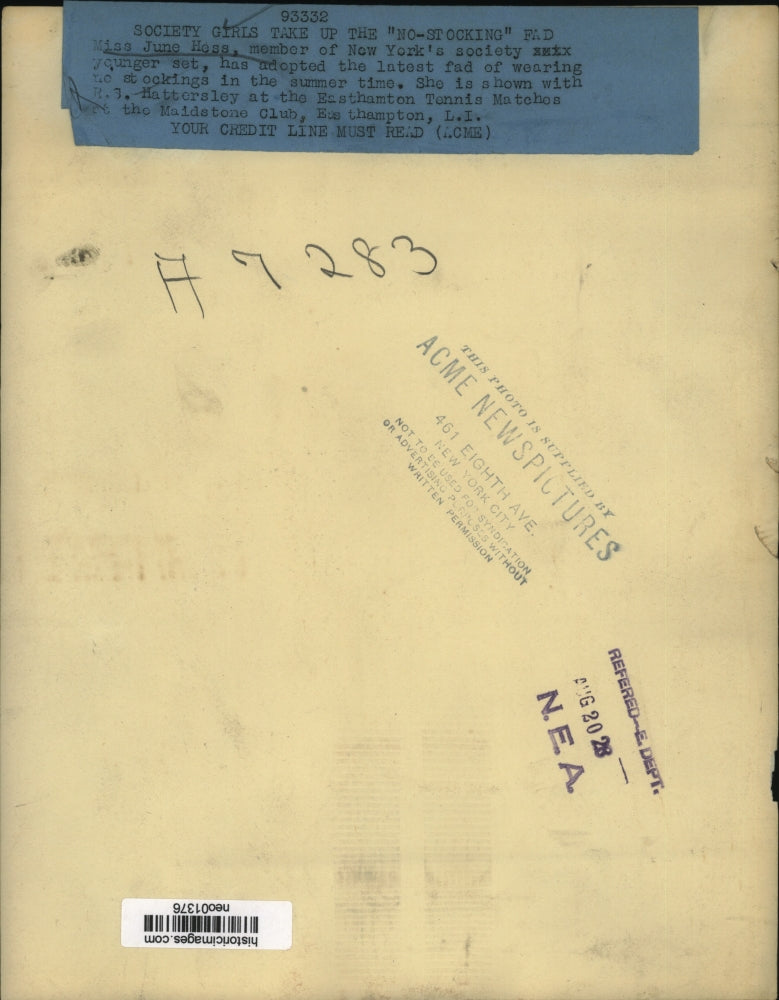 93332
SOCIETY GIRLS TAKE UP THE "NO-STOCKING" FAD
Miss June Hess, member of New York's society xxix
younger set, has adopted the latest fad of wearing
no stockings in the summer time. She is shown with
R.S. Hattersley at the Easthamton Tennis Matches
at the Maidstone Club, Eas thampton, L.I.
YOUR CREDIT LINE MUST READ (ACME)
A 7283
THIS PHOTO IS SUPPLIED BY
ACME NEWSPICTURES
461 EIGHTH AVE.
NEW YORK CITY
NOT TO BE USED FOR SYNDICATION
OR ADVERTISING PURPOSES WITHOUT
WRITTEN PERMISSION
REFERED-E. DEPT.
AUG 20 28
N.E.A.
historicimages.com
neo01376